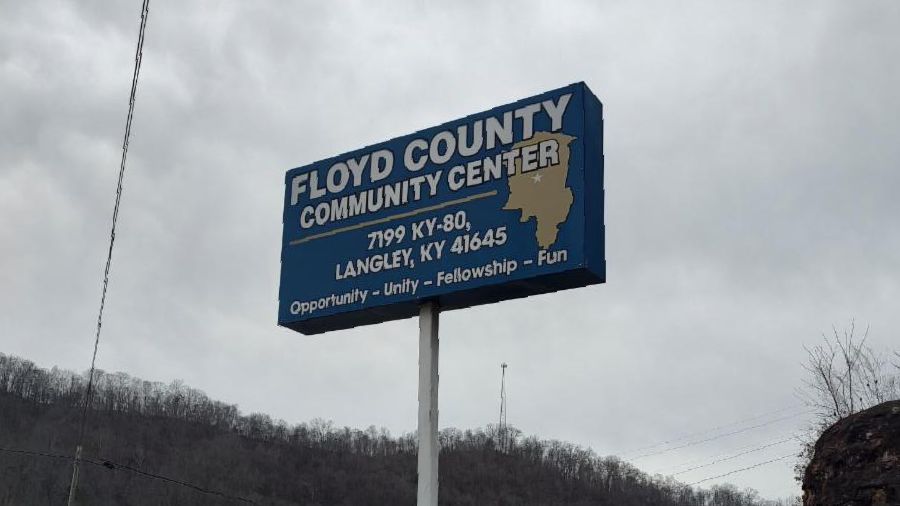 FLOYD COUNTY
COMMUNITY CENTER
7199 KY-80,
LANGLEY, KY 41645
Opportunity - Unity - Fellowship - Fun